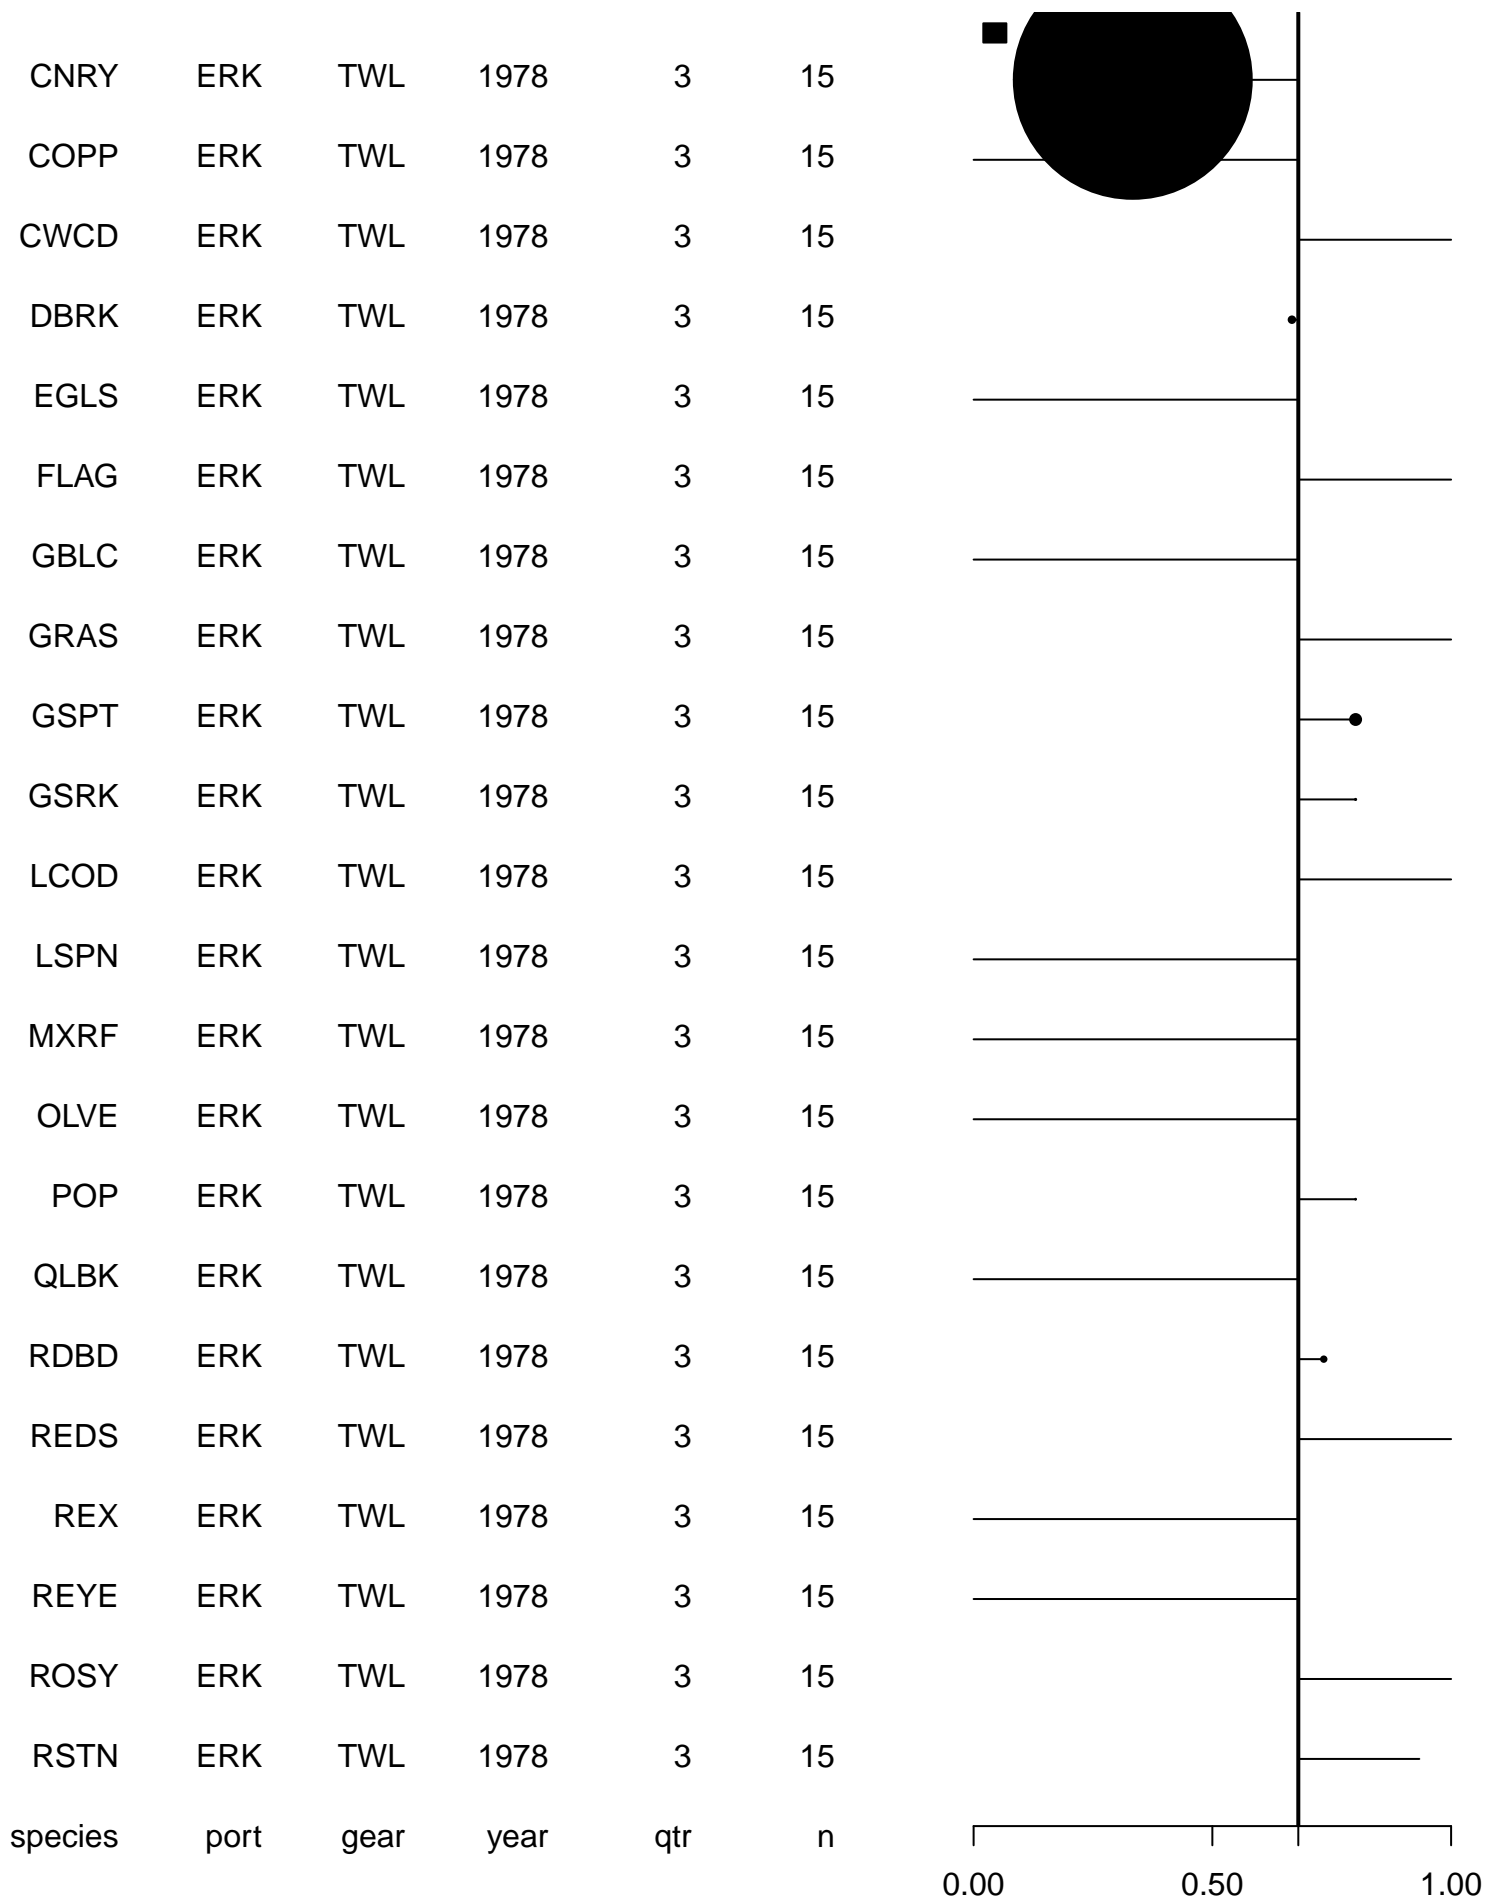 CNRY ERK TWL 1978 3 15
COPP ERK TWL 1978 3 15
CWCD ERK TWL 1978 3 15
DBRK ERK TWL 1978 3 15
EGLS ERK TWL 1978 3 15
FLAG ERK TWL 1978 3 15
GBLC ERK TWL 1978 3 15
GRAS ERK TWL 1978 3 15
GSPT ERK TWL 1978 3 15
GSRK ERK TWL 1978 3 15
LCOD ERK TWL 1978 3 15
LSPN ERK TWL 1978 3 15
MXRF ERK TWL 1978 3 15
OLVE ERK TWL 1978 3 15
POP ERK TWL 1978 3 15
QLBK ERK TWL 1978 3 15
RDBD ERK TWL 1978 3 15
REDS ERK TWL 1978 3 15
REX ERK TWL 1978 3 15
REYE ERK TWL 1978 3 15
ROSY ERK TWL 1978 3 15
RSTN ERK TWL 1978 3 15
species port gear year qtr n
0.00 0.50 1.00